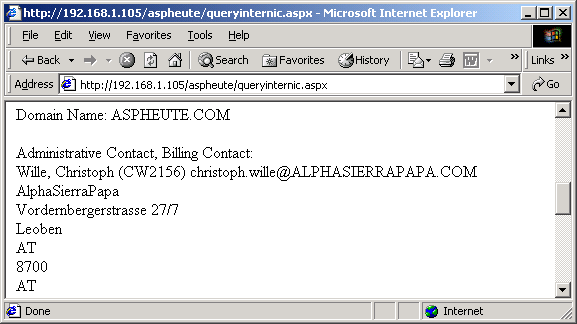 http://192.168.1.105/aspheute/queryinternic.aspx - Microsoft Internet Explorer
File Edit View Favorites Tools Help
Back Search Favorites History » Links »
Address http://192.168.1.105/aspheute/queryinternic.aspx Go
Domain Name: ASPHEUTE.COM
Administrative Contact, Billing Contact:
Wille, Christoph (CW2156) christoph.wille@ALPHASIERRAPAPA.COM
AlphaSierraPapa
Vordernbergerstrasse 27/7
Leoben
AT
8700
AT
Done Internet